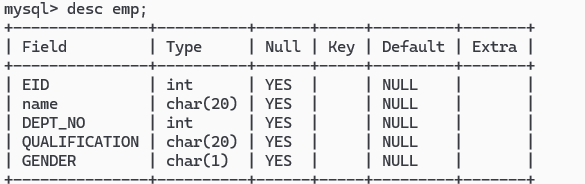 mysql> desc emp;
+---------------+----------+------+-----+---------+-------+
| Field         | Type     | Null | Key | Default | Extra |
+---------------+----------+------+-----+---------+-------+
| EID           | int      | YES  |     | NULL    |       |
| name          | char(20) | YES  |     | NULL    |       |
| DEPT_NO       | int      | YES  |     | NULL    |       |
| QUALIFICATION | char(20) | YES  |     | NULL    |       |
| GENDER        | char(1)  | YES  |     | NULL    |       |
+---------------+----------+------+-----+---------+-------+